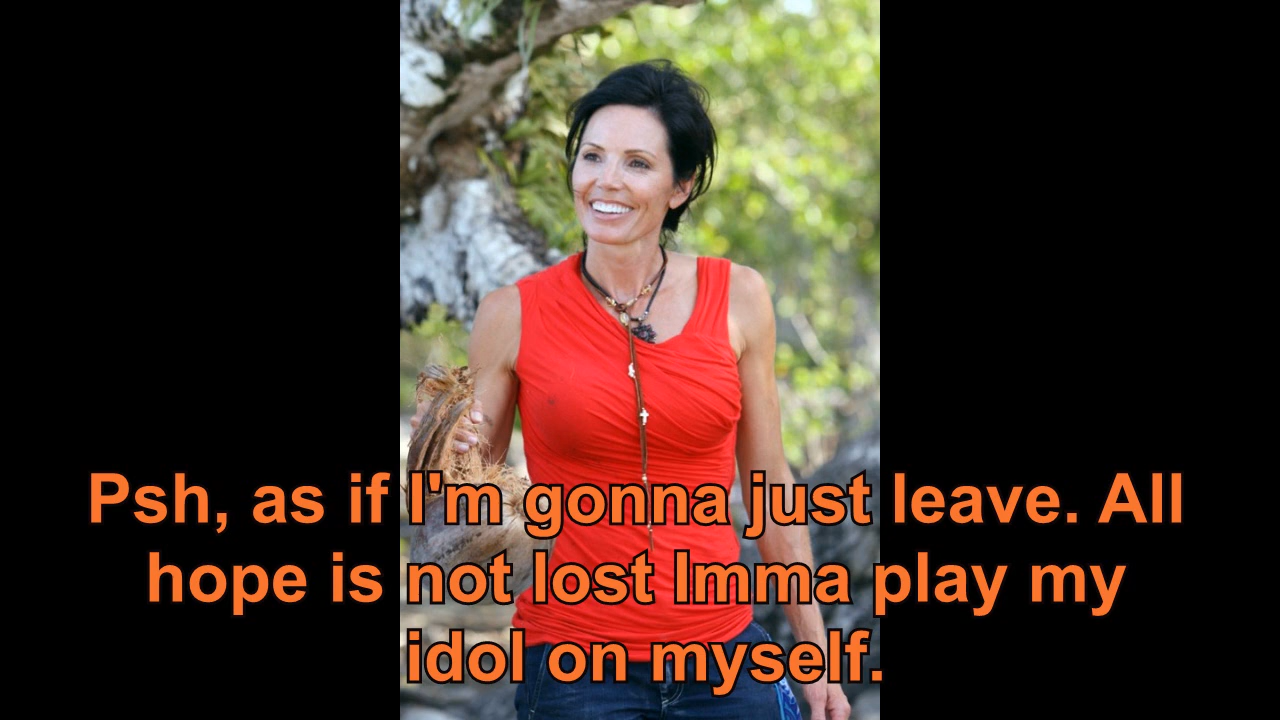 Psh, as if I'm gonna just leave. All
hope is not lost Imma play my
idol on myself.